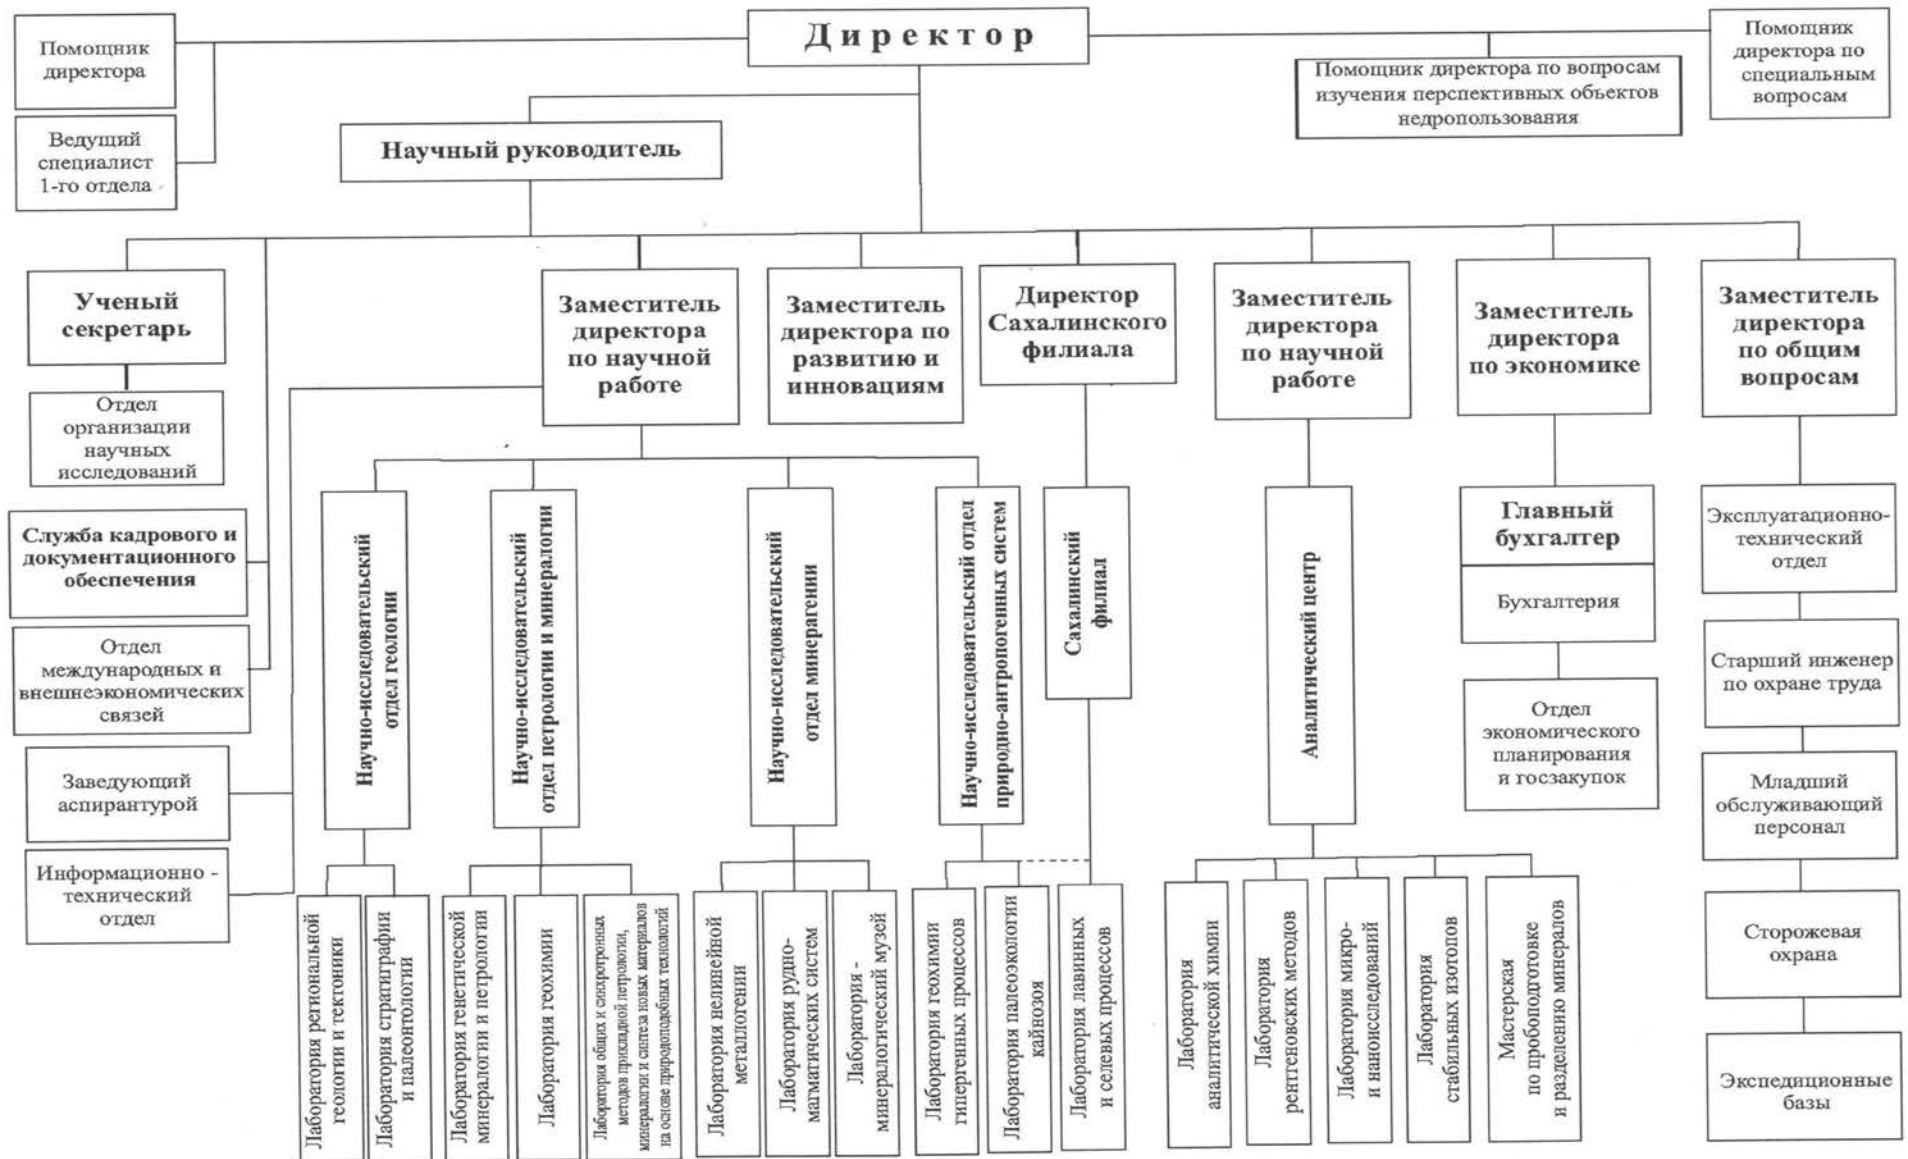 Директор
Помощник
директора
Ведущий
специалист
1-го отдела
Помощник директора по вопросам
изучения перспективных объектов
недропользования
Помощник
директора по
специальным
вопросам
Научный руководитель
Ученый
секретарь
Отдел
организации
научных
исследований
Служба кадрового и
документационного
обеспечения
Отдел
международных и
внешнеэкономических
связей
Заведующий
аспирантурой
Информационно -
технический
отдел
Заместитель
директора
по научной
работе
Заместитель
директора по
развитию и
инновациям
Директор
Сахалинского
филиала
Заместитель
директора
по научной
работе
Заместитель
директора
по экономике
Заместитель
директора
по общим
вопросам
Научно-исследовательский
отдел геологии
Научно-исследовательский
отдел петрологии и минералогии
Научно-исследовательский
отдел минерагении
Научно-исследовательский отдел
природно-антропогенных систем
Сахалинский
филиал
Аналитический центр
Главный
бухгалтер
Бухгалтерия
Отдел
экономического
планирования
и госзакупок
Эксплуатационно-
технический
отдел
Старший инженер
по охране труда
Младший
обслуживающий
персонал
Сторожевая
охрана
Экспедиционные
базы
Лаборатория региональной
геологии и тектоники
Лаборатория стратиграфии
и палеонтологии
Лаборатория генетической
минералогии и петрологии
Лаборатория геохимии
Лаборатория общих и синхротронных
методов прикладной петрологии,
минералогии и синтеза новых материалов
на основе природоподобных технологий
Лаборатория нелинейной
металлогении
Лаборатория рудно-
магматических систем
Лаборатория -
минералогический музей
Лаборатория геохимии
гипергенных процессов
Лаборатория палеоэкологии
кайнозоя
Лаборатория лавинных
и селевых процессов
Лаборатория
аналитической химии
Лаборатория
рентгеновских методов
Лаборатория микро-
и наноисследований
Лаборатория
стабильных изотопов
Мастерская
по пробоподготовке
и разделению минералов